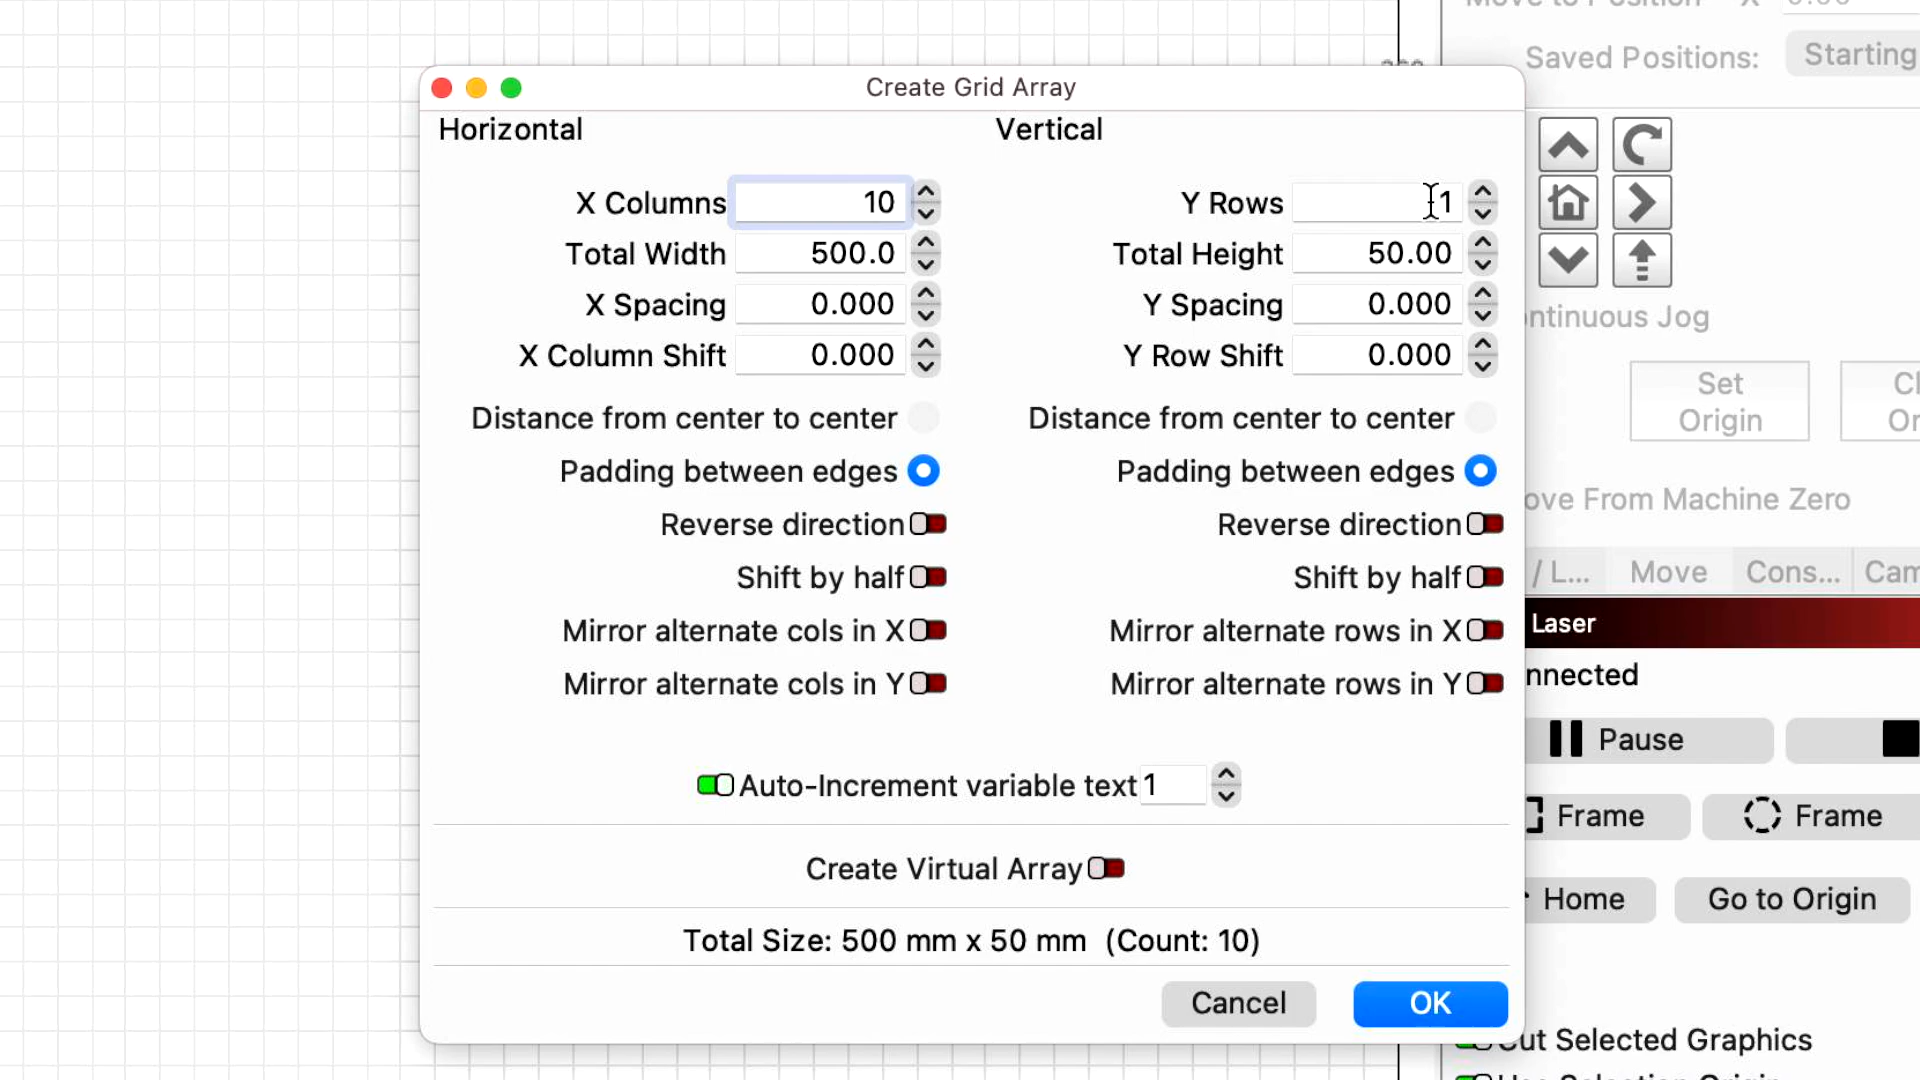 Saved Positions: Starting
Create Grid Array
Horizontal
Vertical
X Columns 10
Y Rows 1
Total Width 500.0
Total Height 50.00
X Spacing 0.000
Y Spacing 0.000
X Column Shift 0.000
Y Row Shift 0.000
Distance from center to center
Distance from center to center
Padding between edges
Padding between edges
Reverse direction
Reverse direction
Shift by half
Shift by half
Mirror alternate cols in X
Mirror alternate rows in X
Mirror alternate cols in Y
Mirror alternate rows in Y
Auto-Increment variable text 1
Create Virtual Array
Total Size: 500 mm x 50 mm (Count: 10)
Cancel
OK
ntinuous Jog
Set
Origin
Cl
Or
ove From Machine Zero
/ L...
Move
Cons...
Cam
Laser
nnected
Pause
Frame
Frame
Home
Go to Origin
ut Selected Graphics